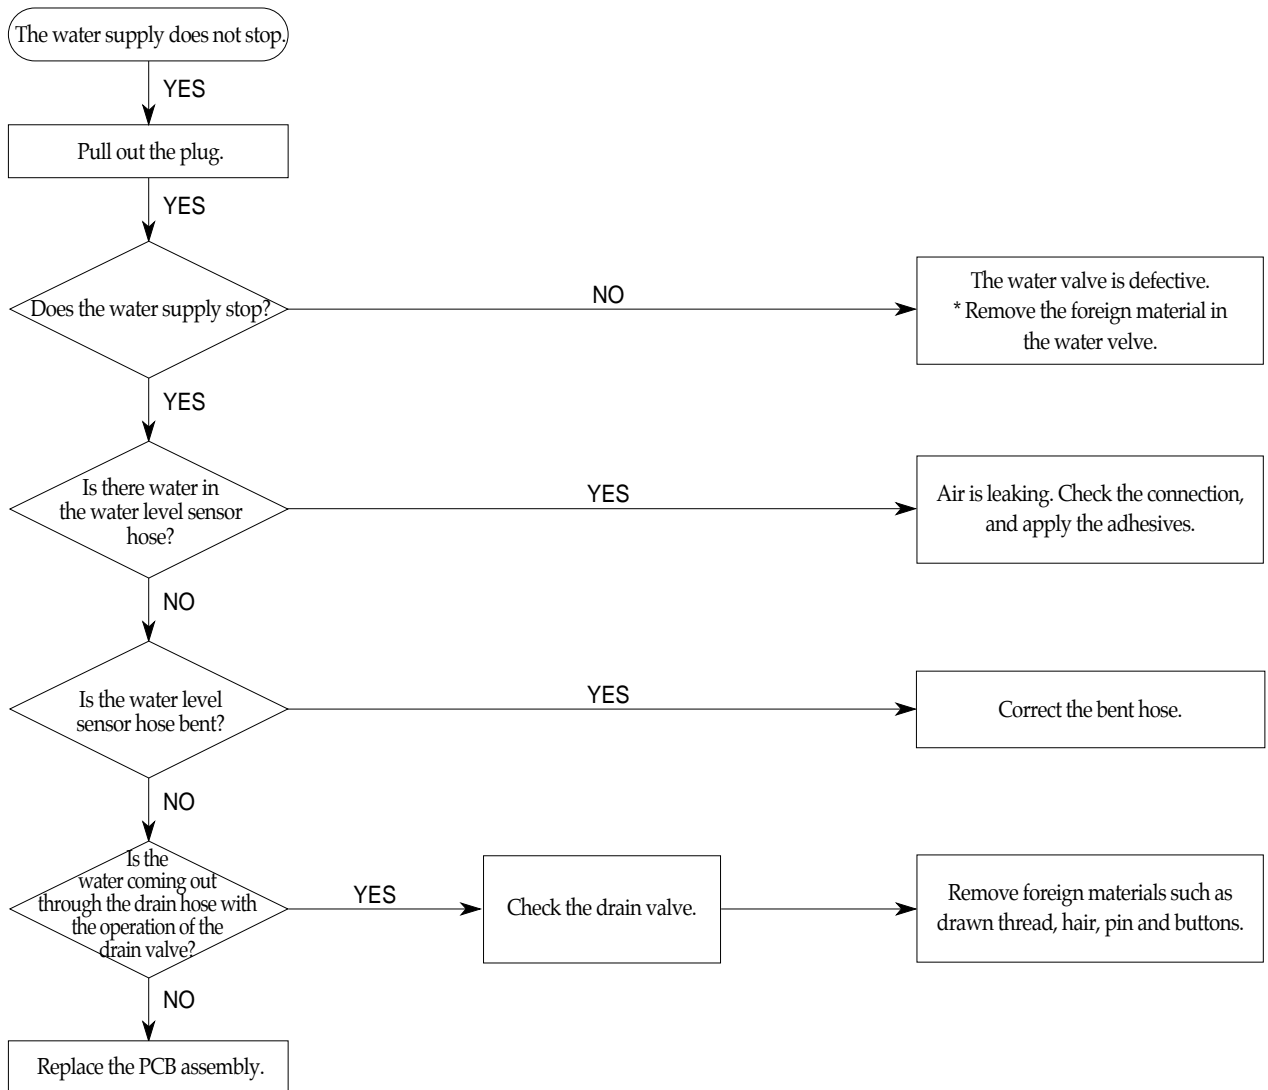 The water supply does not stop.
YES
Pull out the plug.
YES
Does the water supply stop?
NO
The water valve is defective.
* Remove the foreign material in
the water velve.
YES
Is there water in
the water level sensor
hose?
YES
Air is leaking. Check the connection,
and apply the adhesives.
NO
Is the water level
sensor hose bent?
YES
Correct the bent hose.
NO
Is the
water coming out
through the drain hose with
the operation of the
drain valve?
YES
Check the drain valve.
Remove foreign materials such as
drawn thread, hair, pin and buttons.
NO
Replace the PCB assembly.